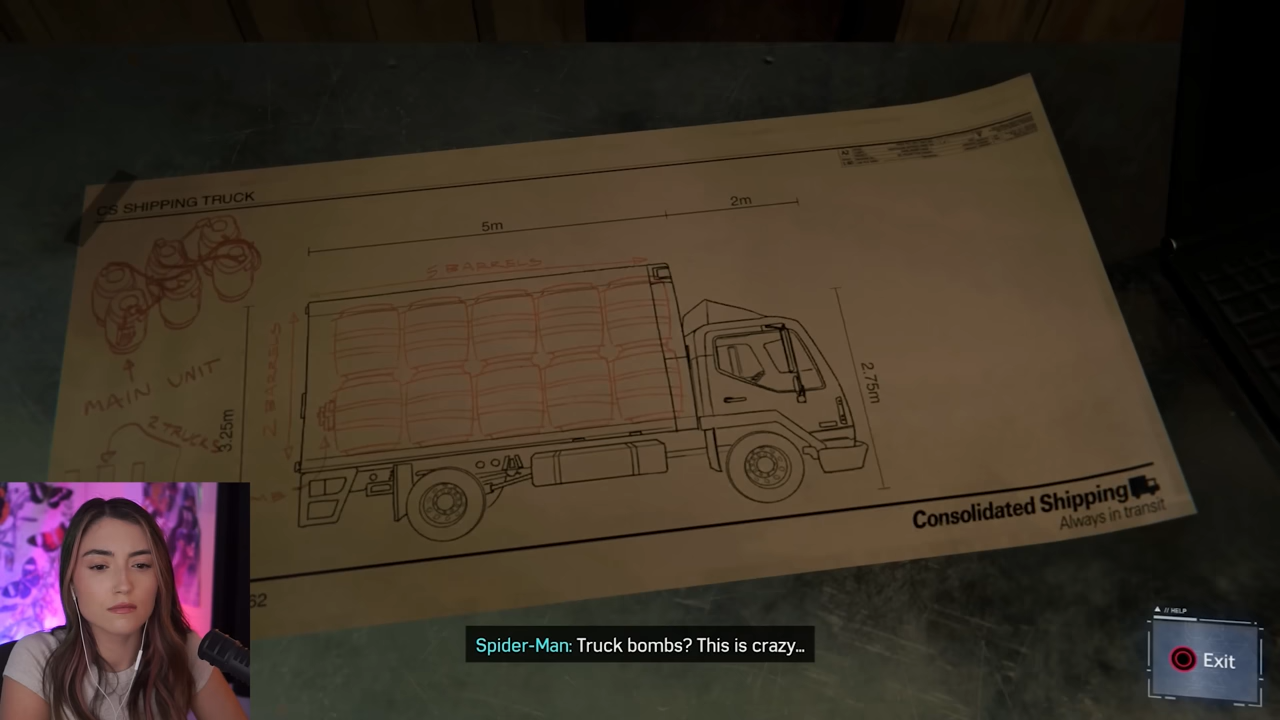 CS SHIPPING TRUCK
5m
2m
5 BARRELS
2 BARRELS
MAIN UNIT
2 TRUCKS
3.25m
2.75m
Consolidated Shipping
Always in transit
62
Spider-Man: Truck bombs? This is crazy...
// HELP
Exit